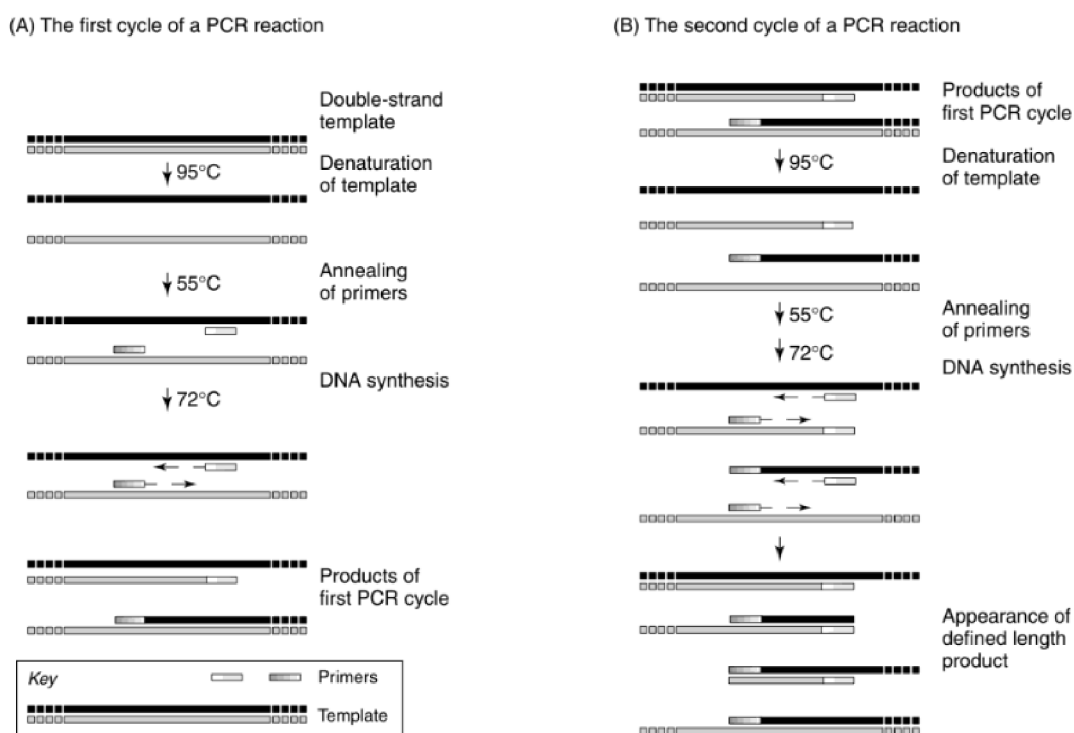 (A) The first cycle of a PCR reaction
Double-strand
template
95°C
Denaturation
of template
55°C
Annealing
of primers
DNA synthesis
72°C
Products of
first PCR cycle
Key
Primers
Template
(B) The second cycle of a PCR reaction
Products of
first PCR cycle
95°C
Denaturation
of template
55°C
Annealing
of primers
72°C
DNA synthesis
Appearance of
defined length
product